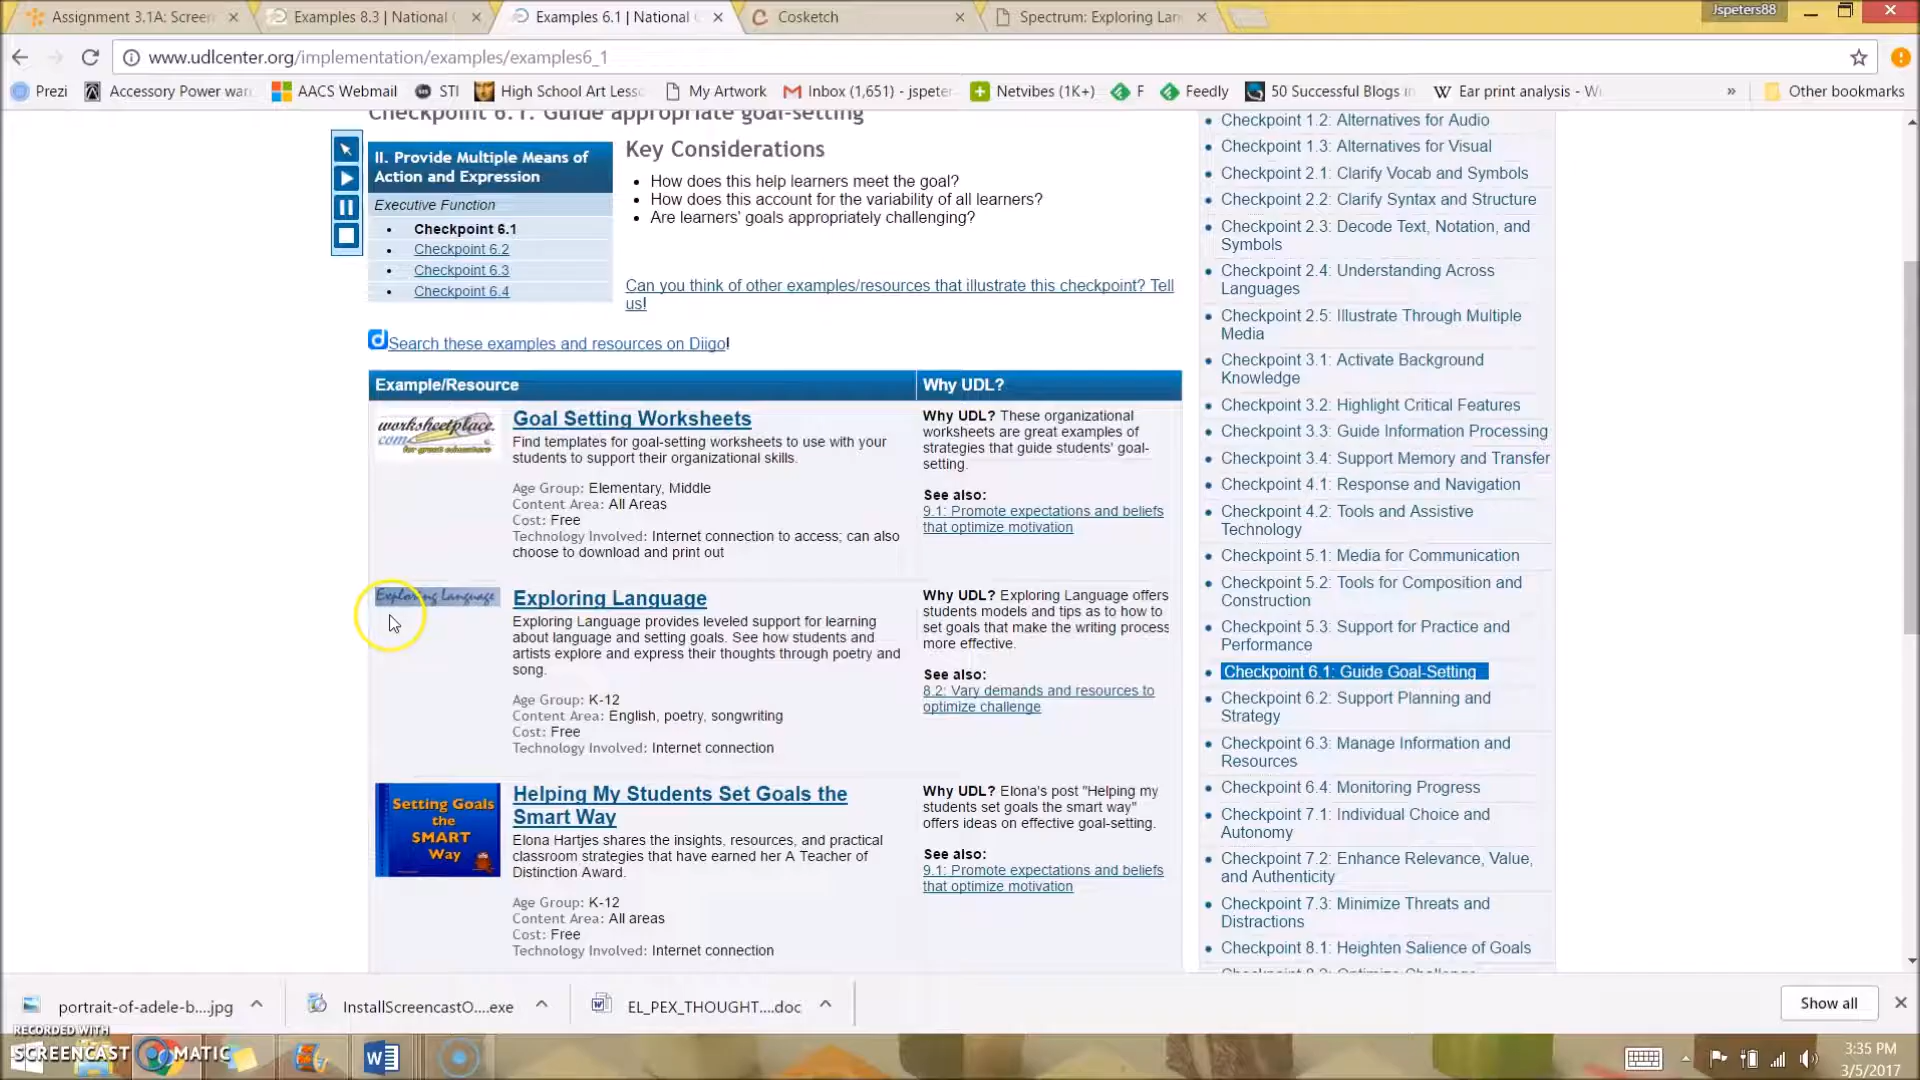 Assignment 3.1A: Screen
Examples 8.3 | National C
Examples 6.1 | National C
Cosketch
Spectrum: Exploring Lan
Jspeters88
www.udlcenter.org/implementation/examples/examples6_1
Prezi
Accessory Power ware
AACS Webmail
STI
High School Art Lesso
My Artwork
Inbox (1,651) - jspeter
Netvibes (1K+)
F
Feedly
50 Successful Blogs in
Ear print analysis - Wi
»
Other bookmarks
Checkpoint 6.1: Guide appropriate goal-setting
II. Provide Multiple Means of
Action and Expression
Executive Function
Checkpoint 6.1
Checkpoint 6.2
Checkpoint 6.3
Checkpoint 6.4
Key Considerations
How does this help learners meet the goal?
How does this account for the variability of all learners?
Are learners' goals appropriately challenging?
Can you think of other examples/resources that illustrate this checkpoint? Tell
us!
Search these examples and resources on Diigo!
Example/Resource
Why UDL?
worksheetplace.
com
for great educators
Goal Setting Worksheets
Find templates for goal-setting worksheets to use with your
students to support their organizational skills.
Age Group: Elementary, Middle
Content Area: All Areas
Cost: Free
Technology Involved: Internet connection to access; can also
choose to download and print out
Why UDL? These organizational
worksheets are great examples of
strategies that guide students' goal-
setting.
See also:
9.1: Promote expectations and beliefs
that optimize motivation
Exploring Language
Exploring Language
Exploring Language provides leveled support for learning
about language and setting goals. See how students and
artists explore and express their thoughts through poetry and
song.
Age Group: K-12
Content Area: English, poetry, songwriting
Cost: Free
Technology Involved: Internet connection
Why UDL? Exploring Language offers
students models and tips as to how to
set goals that make the writing process
more effective.
See also:
8.2: Vary demands and resources to
optimize challenge
Setting Goals
the
SMART
Way
Helping My Students Set Goals the
Smart Way
Elona Hartjes shares the insights, resources, and practical
classroom strategies that have earned her A Teacher of
Distinction Award.
Age Group: K-12
Content Area: All areas
Cost: Free
Technology Involved: Internet connection
Why UDL? Elona's post "Helping my
students set goals the smart way"
offers ideas on effective goal-setting.
See also:
9.1: Promote expectations and beliefs
that optimize motivation
Checkpoint 1.2: Alternatives for Audio
Checkpoint 1.3: Alternatives for Visual
Checkpoint 2.1: Clarify Vocab and Symbols
Checkpoint 2.2: Clarify Syntax and Structure
Checkpoint 2.3: Decode Text, Notation, and
Symbols
Checkpoint 2.4: Understanding Across
Languages
Checkpoint 2.5: Illustrate Through Multiple
Media
Checkpoint 3.1: Activate Background
Knowledge
Checkpoint 3.2: Highlight Critical Features
Checkpoint 3.3: Guide Information Processing
Checkpoint 3.4: Support Memory and Transfer
Checkpoint 4.1: Response and Navigation
Checkpoint 4.2: Tools and Assistive
Technology
Checkpoint 5.1: Media for Communication
Checkpoint 5.2: Tools for Composition and
Construction
Checkpoint 5.3: Support for Practice and
Performance
Checkpoint 6.1: Guide Goal-Setting
Checkpoint 6.2: Support Planning and
Strategy
Checkpoint 6.3: Manage Information and
Resources
Checkpoint 6.4: Monitoring Progress
Checkpoint 7.1: Individual Choice and
Autonomy
Checkpoint 7.2: Enhance Relevance, Value,
and Authenticity
Checkpoint 7.3: Minimize Threats and
Distractions
Checkpoint 8.1: Heighten Salience of Goals
Checkpoint 8.2: Optimize Challenge
portrait-of-adele-b....jpg
InstallScreencastO....exe
EL_PEX_THOUGHT....doc
Show all
RECORDED WITH
SCREENCAST
MATIC
3:35 PM
3/5/2017